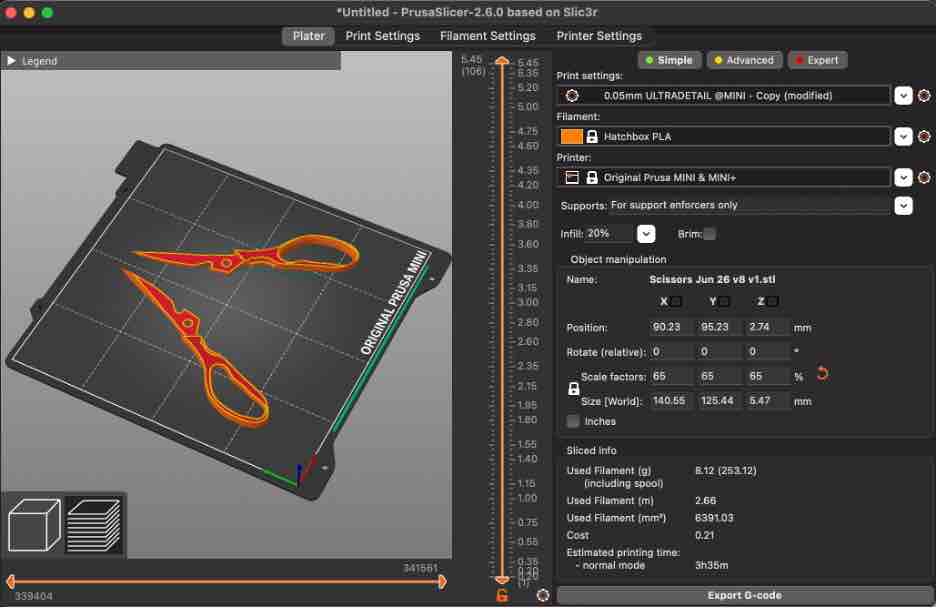 *Untitled - PrusaSlicer-2.6.0 based on Slic3r
Plater Print Settings Filament Settings Printer Settings
Legend
5.45
(106)
5.45
5.35
5.20
5.00
4.75
4.60
4.35
4.20
4.00
3.80
3.60
3.35
3.15
3.00
2.80
2.60
2.35
2.15
1.95
1.80
1.55
1.40
1.15
1.00
0.75
0.55
0.35
0.20
(1)
ORIGINAL PRUSA MINI
341561
339404
Simple Advanced Expert
Print settings:
0.05mm ULTRADETAIL @MINI - Copy (modified)
Filament:
Hatchbox PLA
Printer:
Original Prusa MINI & MINI+
Supports: For support enforcers only
Infill: 20% Brim:
Object manipulation
Name: Scissors Jun 26 v8 v1.stl
X Y Z
Position: 90.23 95.23 2.74 mm
Rotate (relative): 0 0 0 °
Scale factors: 65 65 65 %
Size [World]: 140.55 125.44 5.47 mm
Inches
Sliced Info
Used Filament (g) 8.12 (253.12)
(including spool)
Used Filament (m) 2.66
Used Filament (mm³) 6391.03
Cost 0.21
Estimated printing time:
- normal mode 3h35m
Export G-code